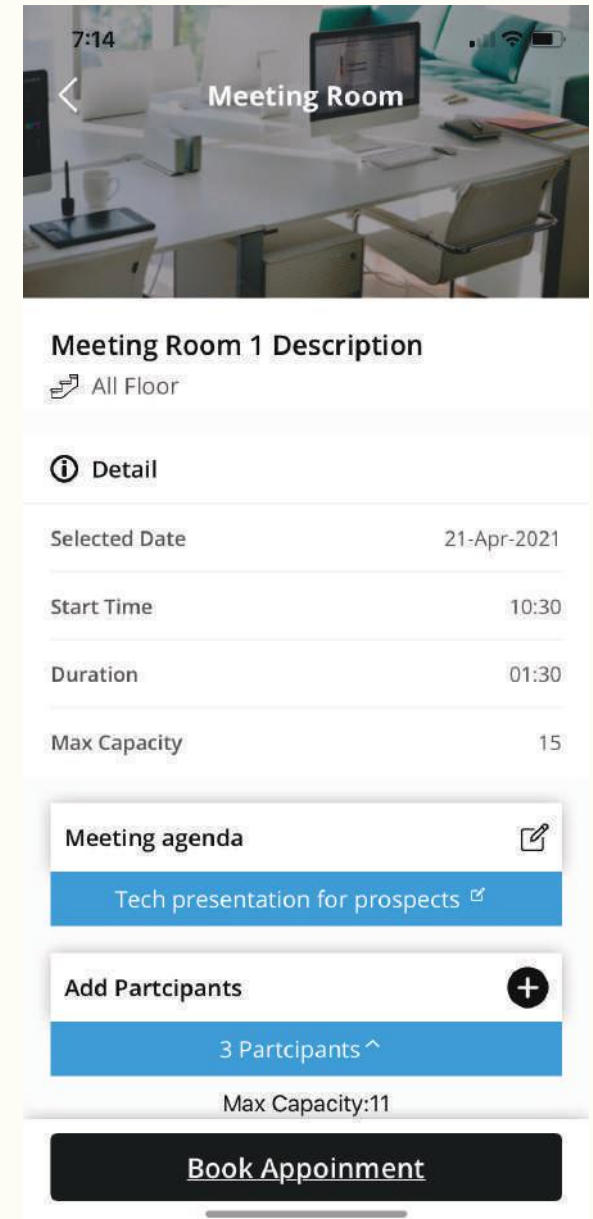 7:14
Meeting Room
Meeting Room 1 Description
All Floor
Detail
Selected Date 21-Apr-2021
Start Time 10:30
Duration 01:30
Max Capacity 15
Meeting agenda
Tech presentation for prospects
Add Partcipants
3 Partcipants
Max Capacity:11
Book Appoinment